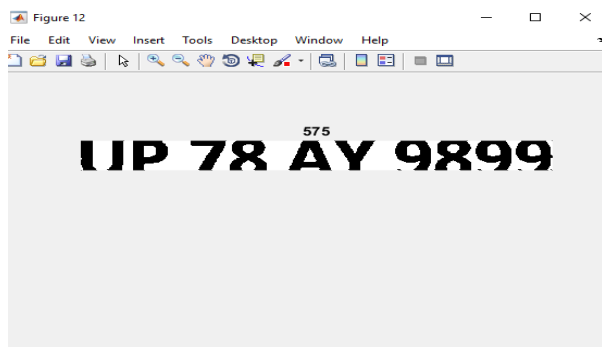 Figure 12
File Edit View Insert Tools Desktop Window Help
575
UP 78 AY 9899